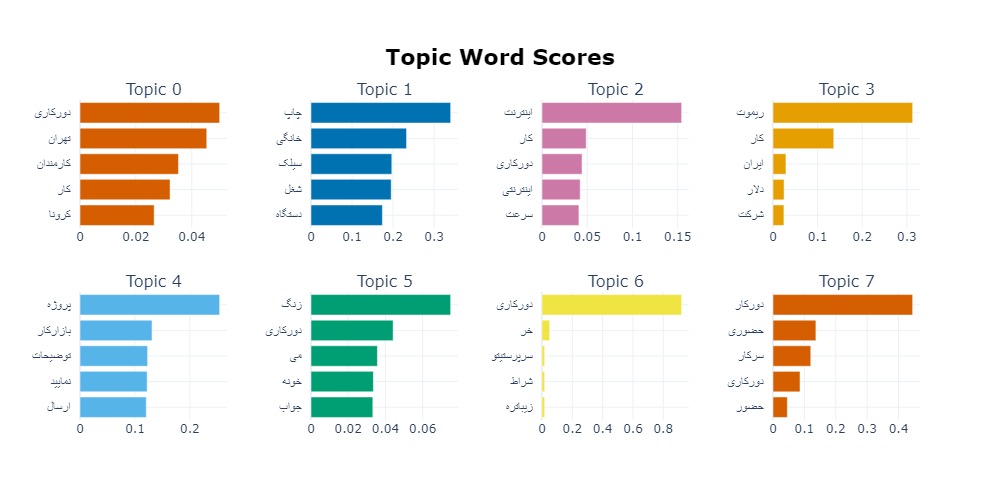 Topic Word Scores
Topic 0
دورکاری
تهران
کارمندان
کار
کرونا
0 0.02 0.04
Topic 1
چاپ
خانگی
سیلک
شغل
دستگاه
0 0.1 0.2 0.3
Topic 2
اینترنت
کار
دورکاری
اینترنتی
سرعت
0 0.05 0.1 0.15
Topic 3
ریموت
کار
ایران
دلار
شرکت
0 0.1 0.2 0.3
Topic 4
پروژه
بازارکار
توضیحات
نمایید
ارسال
0 0.1 0.2
Topic 5
زنگ
دورکاری
می
خونه
جواب
0 0.02 0.04 0.06
Topic 6
دورکاری
خر
سرپرستیتو
شراط
زیباتره
0 0.2 0.4 0.6 0.8
Topic 7
دورکار
حضوری
سرکار
دورکاری
حضور
0 0.1 0.2 0.3 0.4